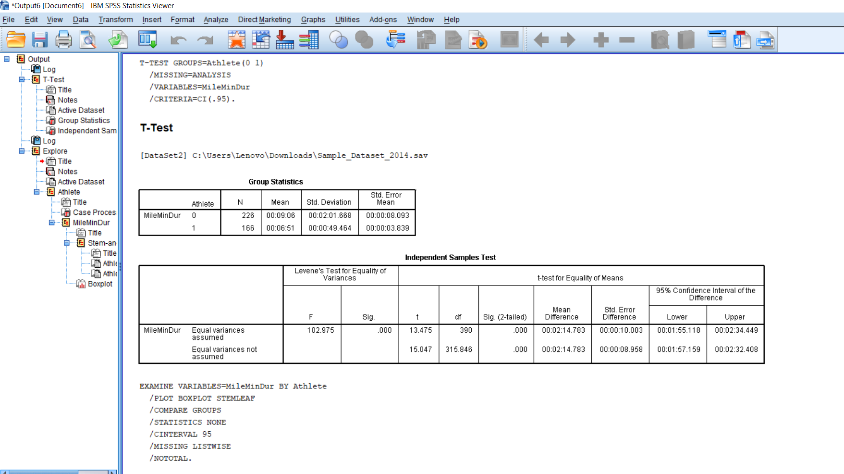 *Output6 [Document6] - IBM SPSS Statistics Viewer
File Edit View Data Transform Insert Format Analyze Direct Marketing Graphs Utilities Add-ons Window Help
Output
Log
T-Test
Title
Notes
Active Dataset
Group Statistics
Independent Sam
Log
Explore
Title
Notes
Active Dataset
Athlete
Title
Case Proces
MileMinDur
Title
Stem-an
Title
Athle
Athle
Boxplot
T-TEST GROUPS=Athlete(0 1)
/MISSING=ANALYSIS
/VARIABLES=MileMinDur
/CRITERIA=CI(.95).
T-Test
[DataSet2] C:\Users\Lenovo\Downloads\Sample_Dataset_2014.sav
Group Statistics
Athlete N Mean Std. Deviation Std. Error Mean
MileMinDur 0 226 00:09:06 00:02:01.668 00:00:08.093
1 166 00:06:51 00:00:49.464 00:00:03.839
Independent Samples Test
Levene's Test for Equality of Variances t-test for Equality of Means
95% Confidence Interval of the Difference
F Sig. t df Sig. (2-tailed) Mean Difference Std. Error Difference Lower Upper
MileMinDur Equal variances assumed 102.975 .000 13.475 390 .000 00:02:14.783 00:00:10.003 00:01:55.118 00:02:34.449
Equal variances not assumed 15.047 315.846 .000 00:02:14.783 00:00:08.958 00:01:57.159 00:02:32.408
EXAMINE VARIABLES=MileMinDur BY Athlete
/PLOT BOXPLOT STEMLEAF
/COMPARE GROUPS
/STATISTICS NONE
/CINTERVAL 95
/MISSING LISTWISE
/NOTOTAL.